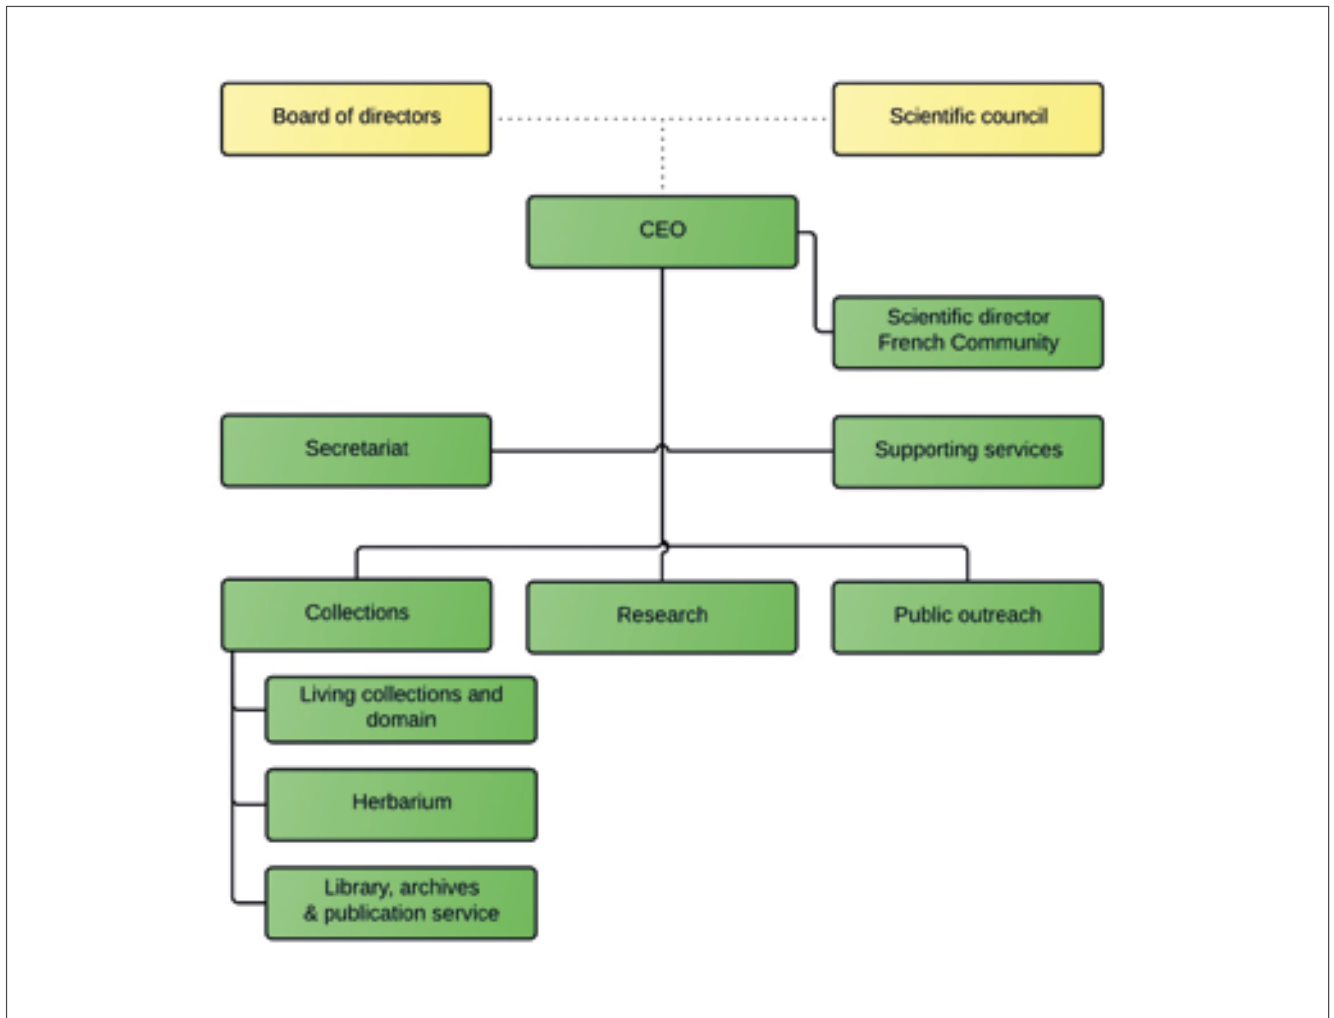 Board of directors
Scientific council
CEO
Scientific director
French Community
Secretariat
Supporting services
Collections
Research
Public outreach
Living collections and
domain
Herbarium
Library, archives
& publication service